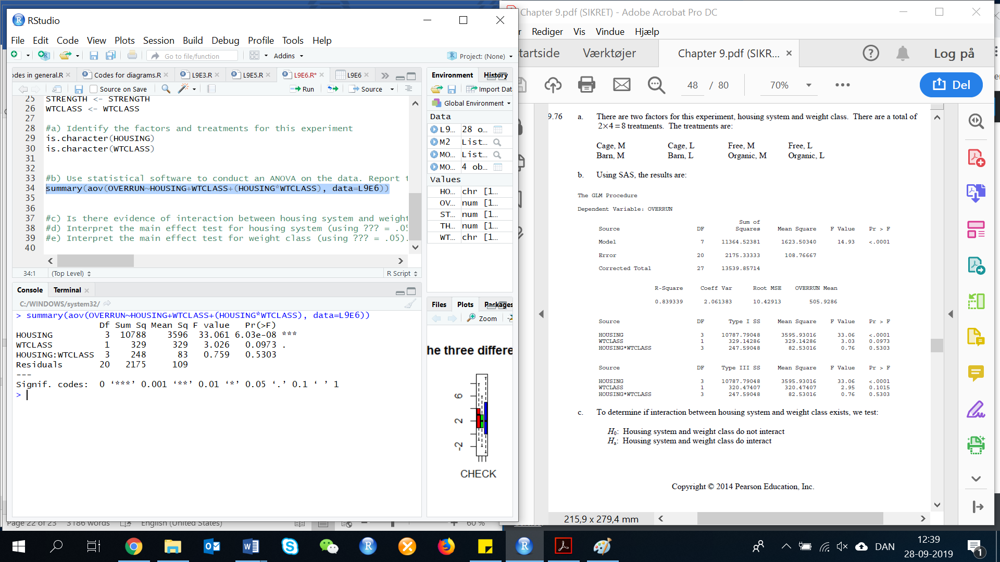 RStudio
File Edit Code View Plots Session Build Debug Profile Tools Help
Go to file/function
Addins
Project: (None)
odes in general.R
Codes for diagrams.R
L9E3.R
L9E5.R
L9E6.R*
L9E6
Source on Save
Run
Source
25 STRENGTH <- STRENGTH
26 WTCLASS <- WTCLASS
27
28 #a) Identify the factors and treatments for this experiment
29 is.character(HOUSING)
30 is.character(WTCLASS)
31
32
33 #b) Use statistical software to conduct an ANOVA on the data. Report t
34 summary(aov(OVERRUN~HOUSING+WTCLASS+(HOUSING*WTCLASS), data=L9E6))
35
36
37 #c) Is there evidence of interaction between housing system and weight
38 #d) Interpret the main effect test for housing system (using ??? = .05
39 #e) Interpret the main effect test for weight class (using ??? = .05).
40
34:1 (Top Level) R Script
Console Terminal
C:/WINDOWS/system32/
> summary(aov(OVERRUN~HOUSING+WTCLASS+(HOUSING*WTCLASS), data=L9E6))
Df Sum Sq Mean Sq F value Pr(>F)
HOUSING 3 10788 3596 33.061 6.03e-08 ***
WTCLASS 1 329 329 3.026 0.0973 .
HOUSING:WTCLASS 3 248 83 0.759 0.5303
Residuals 20 2175 109
---
Signif. codes: 0 ‘***’ 0.001 ‘**’ 0.01 ‘*’ 0.05 ‘.’ 0.1 ‘ ’ 1
>
Environment History
Import Dat
Global Environment
Data
L9… 28 o…
M2 List…
MO… List…
MO… 4 ob…
Values
HO… chr [1…
OV… num [1…
ST… num [1…
TH… num [1…
WT… chr [1…
Files Plots Packages
Zoom
he three differe
6
2
-2
CHECK
Page 22 of 23 3186 words English (United States) 60 %
Chapter 9.pdf (SIKRET) - Adobe Acrobat Pro DC
r Rediger Vis Vindue Hjælp
tartside Værktøjer Chapter 9.pdf (SIKR... × Log på
48 / 80 70% Del
9.76 a. There are two factors for this experiment, housing system and weight class. There are a total of
2×4 = 8 treatments. The treatments are:
Cage, M Cage, L Free, M Free, L
Barn, M Barn, L Organic, M Organic, L
b. Using SAS, the results are:
The GLM Procedure
Dependent Variable: OVERRUN
Sum of
Source DF Squares Mean Square F Value Pr > F
Model 7 11364.52381 1623.50340 14.93 <.0001
Error 20 2175.33333 108.76667
Corrected Total 27 13539.85714
R-Square Coeff Var Root MSE OVERRUN Mean
0.839339 2.061383 10.42913 505.9286
Source DF Type I SS Mean Square F Value Pr > F
HOUSING 3 10787.79048 3595.93016 33.06 <.0001
WTCLASS 1 329.14286 329.14286 3.03 0.0973
HOUSING*WTCLASS 3 247.59048 82.53016 0.76 0.5303
Source DF Type III SS Mean Square F Value Pr > F
HOUSING 3 10787.79048 3595.93016 33.06 <.0001
WTCLASS 1 320.47407 320.47407 2.95 0.1015
HOUSING*WTCLASS 3 247.59048 82.53016 0.76 0.5303
c. To determine if interaction between housing system and weight class exists, we test:
H0: Housing system and weight class do not interact
Ha: Housing system and weight class do interact
Copyright © 2014 Pearson Education, Inc.
215,9 x 279,4 mm
DAN
12:39
28-09-2019
1